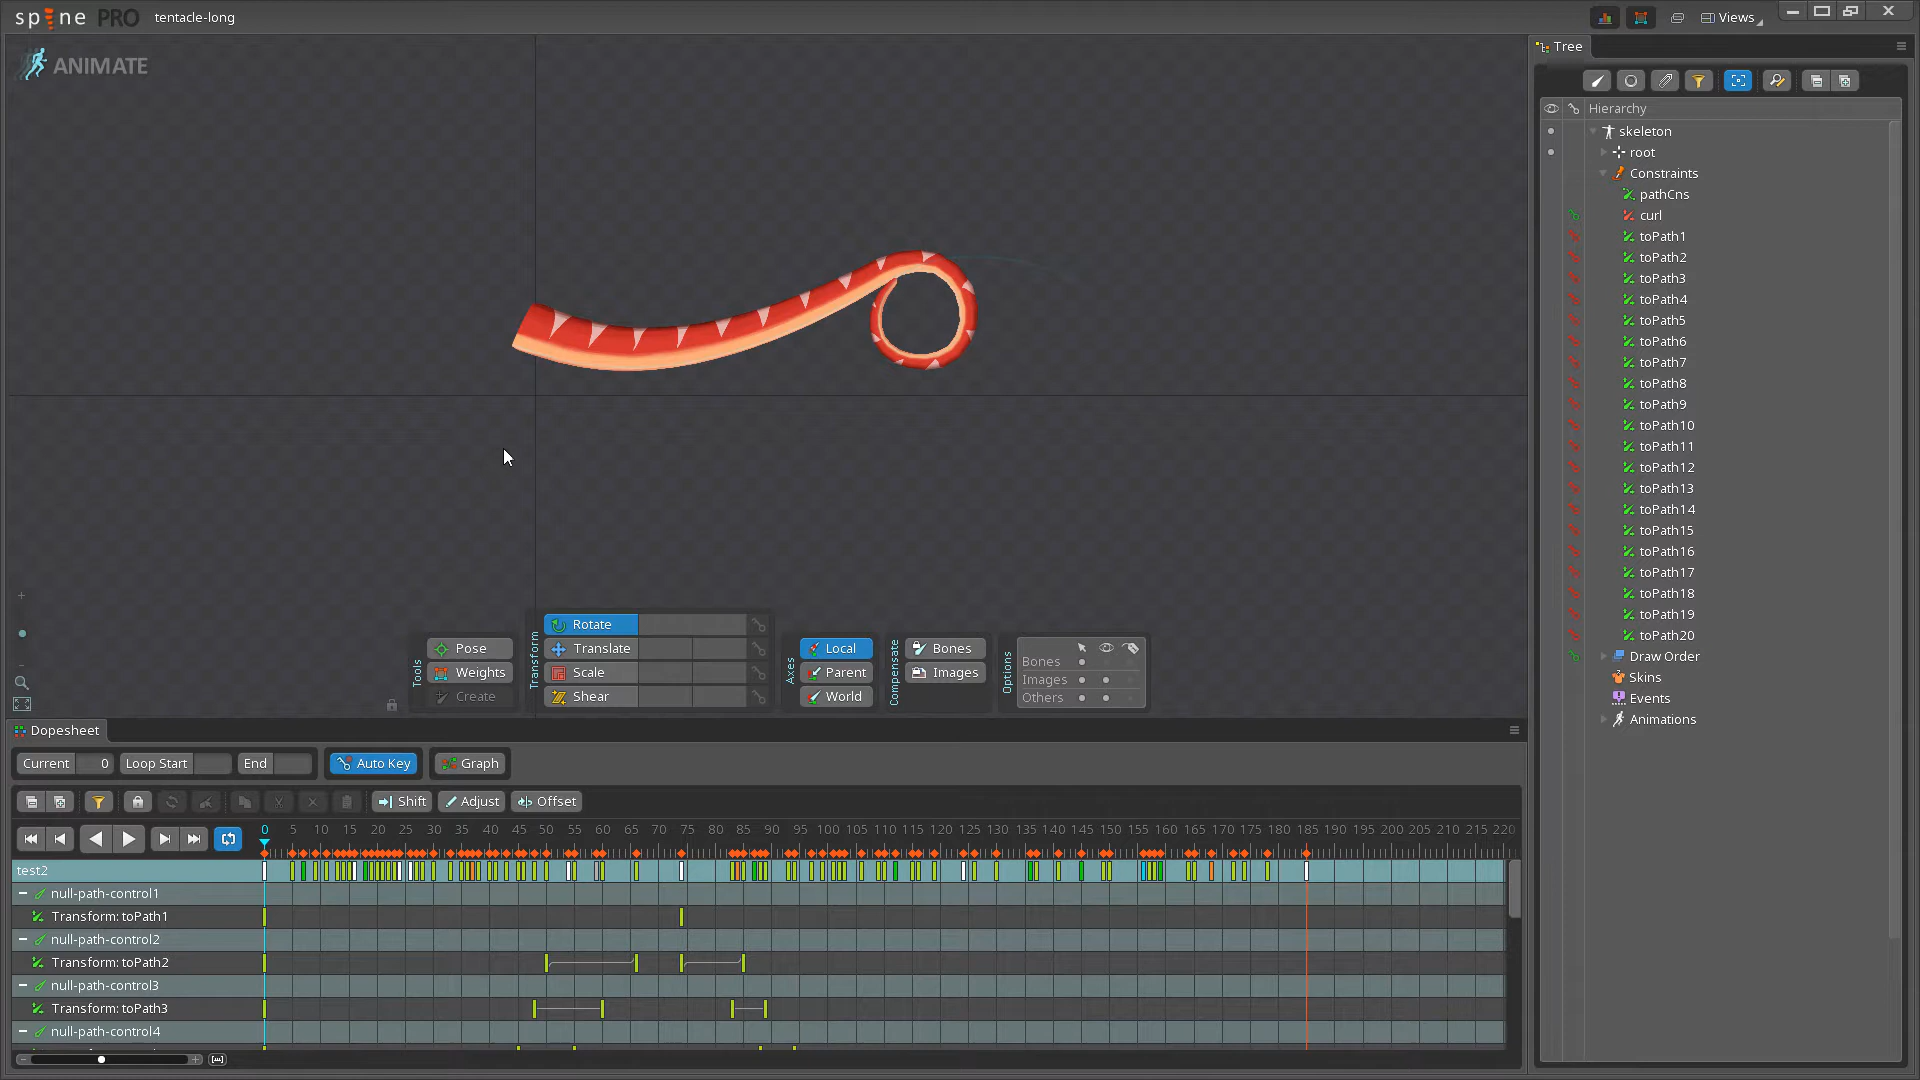 spine PRO tentacle-long
Views
ANIMATE
Tree
Hierarchy
skeleton
root
Constraints
pathCns
curl
toPath1
toPath2
toPath3
toPath4
toPath5
toPath6
toPath7
toPath8
toPath9
toPath10
toPath11
toPath12
toPath13
toPath14
toPath15
toPath16
toPath17
toPath18
toPath19
toPath20
Draw Order
Skins
Events
Animations
Tools
Pose
Weights
Create
Transform
Rotate
Translate
Scale
Shear
Axes
Local
Parent
World
Compensate
Bones
Images
Options
Bones
Images
Others
Dopesheet
Current 0 Loop Start End Auto Key Graph
Shift Adjust Offset
0 5 10 15 20 25 30 35 40 45 50 55 60 65 70 75 80 85 90 95 100 105 110 115 120 125 130 135 140 145 150 155 160 165 170 175 180 185 190 195 200 205 210 215 220
test2
null-path-control1
Transform: toPath1
null-path-control2
Transform: toPath2
null-path-control3
Transform: toPath3
null-path-control4